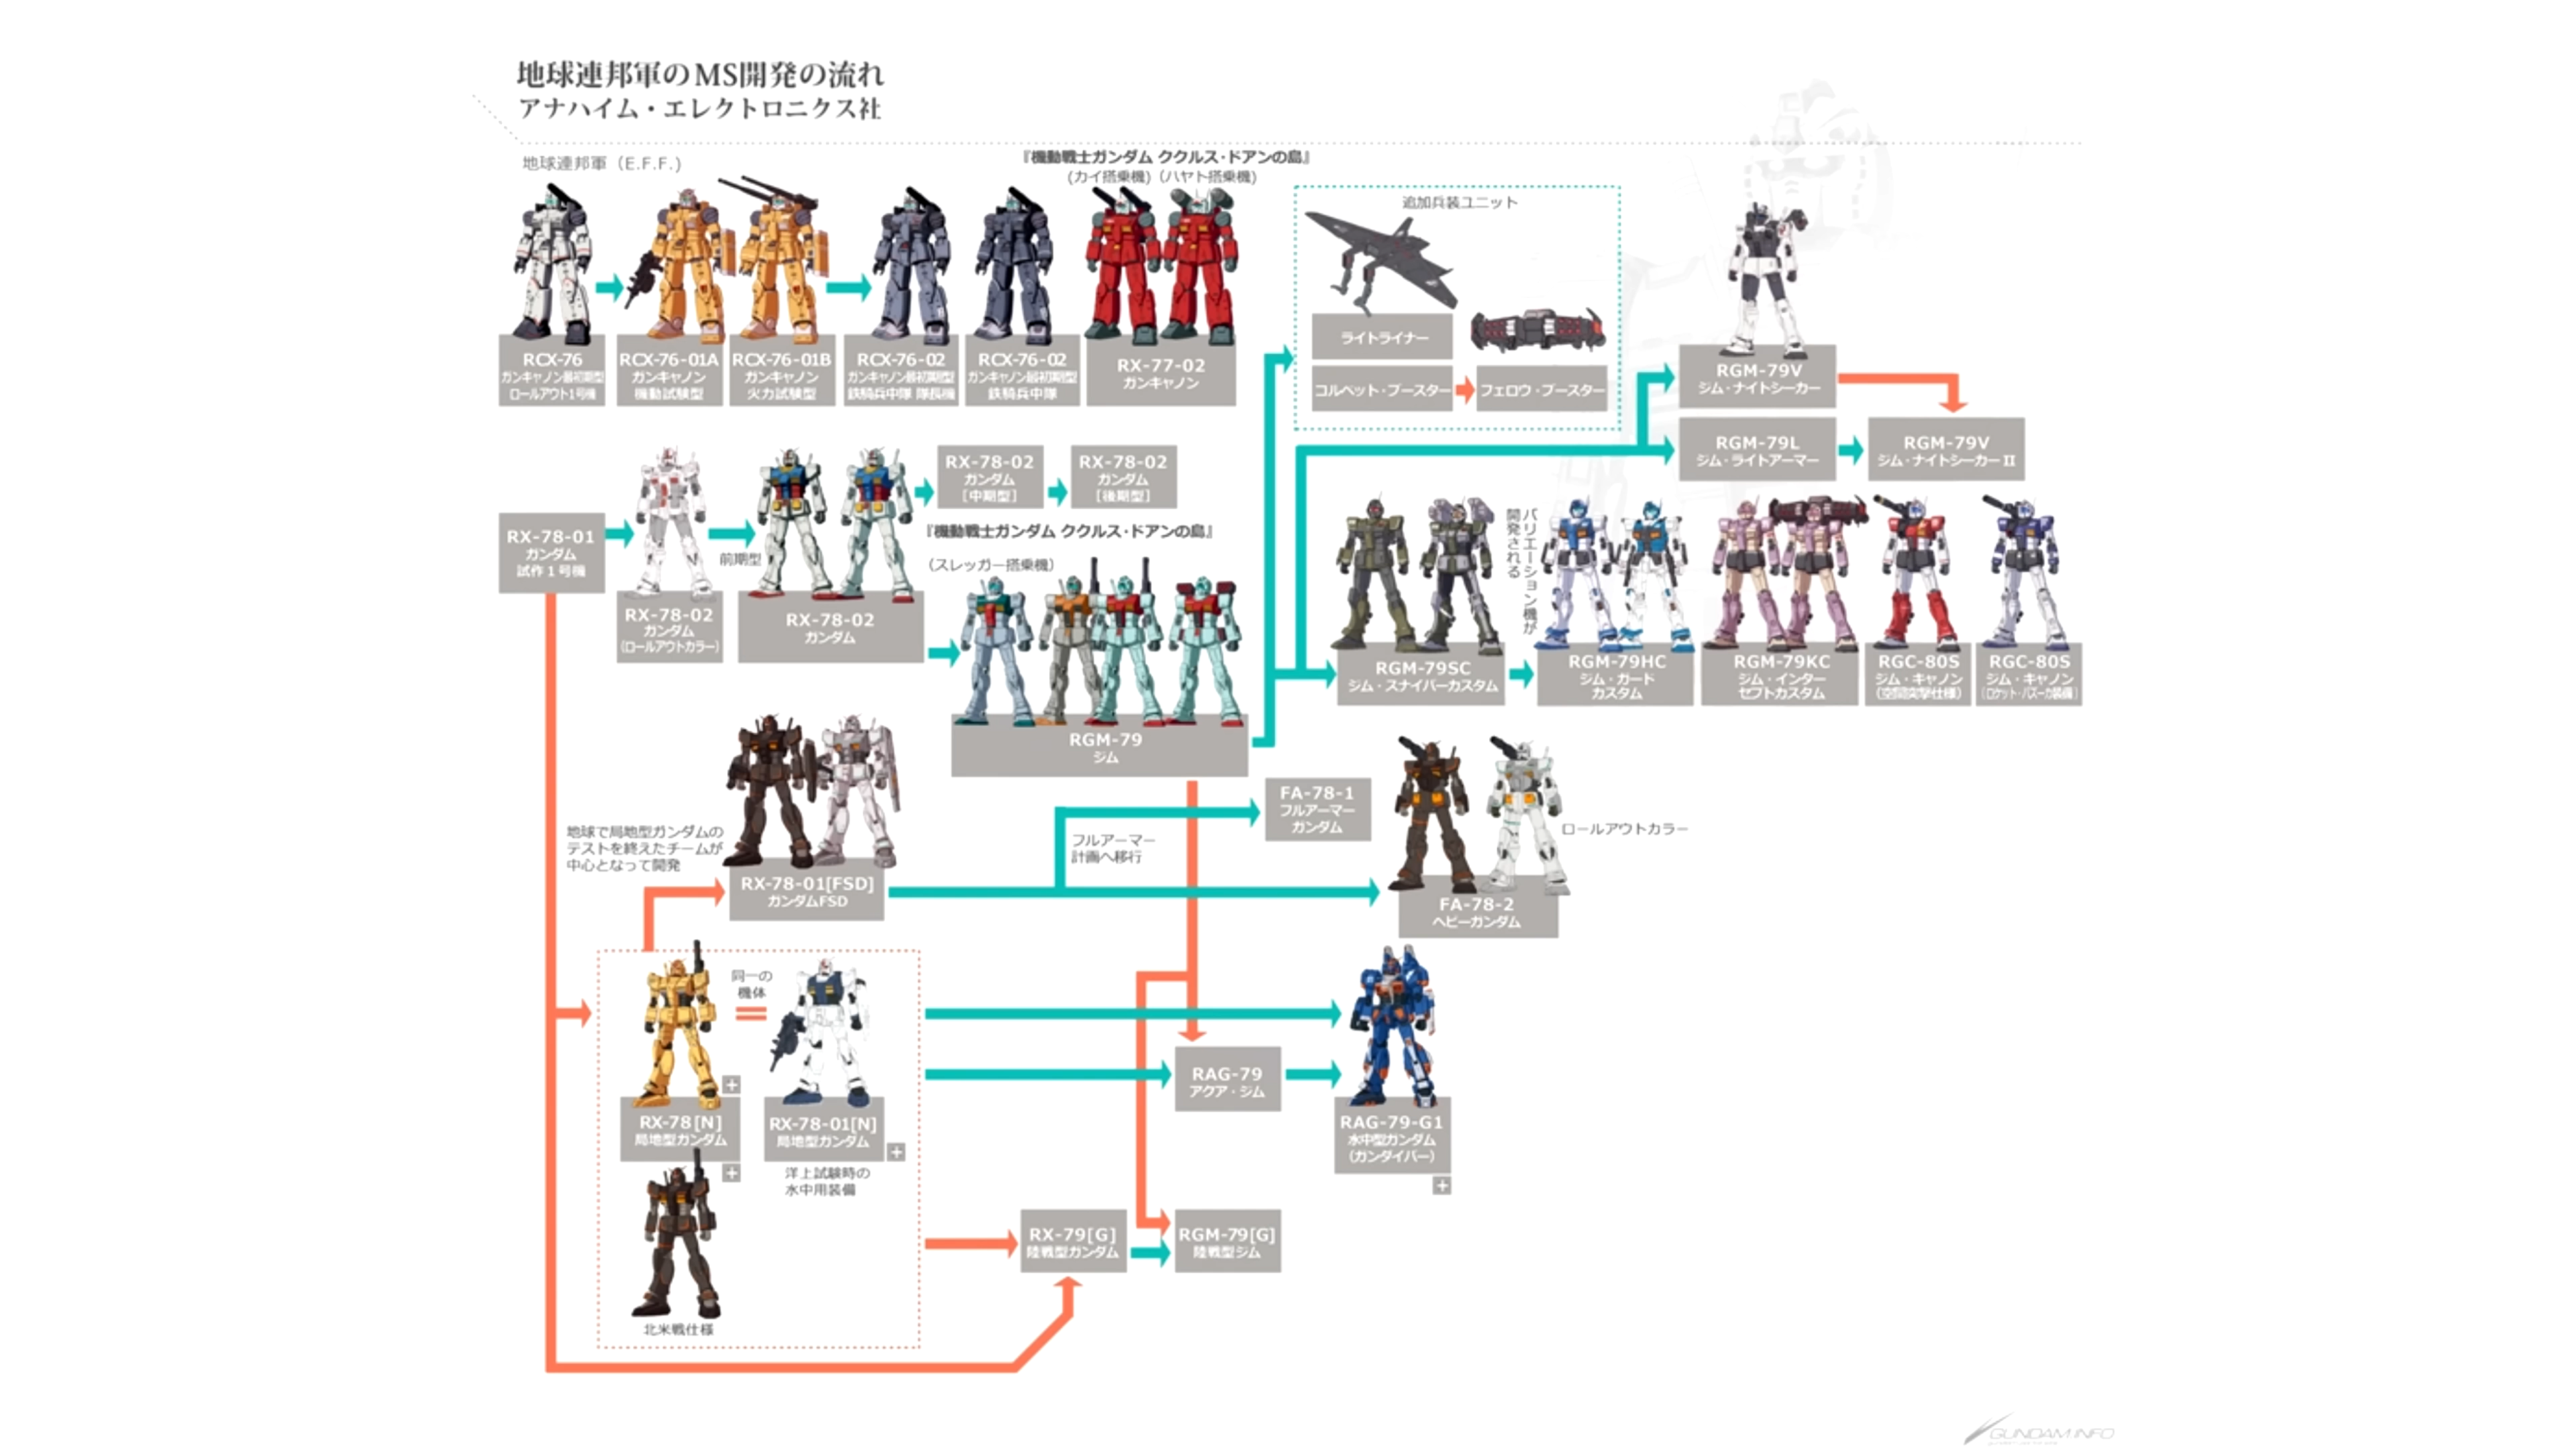 地球連邦軍のMS開発の流れ
アナハイム・エレクトロニクス社
地球連邦軍（E.F.F.）
『機動戦士ガンダム ククルス・ドアンの島』
(カイ搭乗機)（ハヤト搭乗機)
RCX-76
ガンキャノン最初期型
ロールアウト1号機
RCX-76-01A
ガンキャノン
機動試験型
RCX-76-01B
ガンキャノン
火力試験型
RCX-76-02
ガンキャノン最初期型
鉄騎兵中隊 隊長機
RCX-76-02
ガンキャノン最初期型
鉄騎兵中隊
RX-77-02
ガンキャノン
追加兵装ユニット
ライトライナー
コルベット・ブースター
フェロウ・ブースター
RGM-79V
ジム・ナイトシーカー
RGM-79L
ジム・ライトアーマー
RGM-79V
ジム・ナイトシーカー II
RX-78-01
ガンダム
試作 1 号機
RX-78-02
ガンダム
（ロールアウトカラー）
前期型
RX-78-02
ガンダム
RX-78-02
ガンダム
［中期型］
RX-78-02
ガンダム
［後期型］
『機動戦士ガンダム ククルス・ドアンの島』
（スレッガー搭乗機）
RGM-79
ジム
RGM-79SC
ジム・スナイパーカスタム
バリエーション機が
開発される
RGM-79HC
ジム・ガード
カスタム
RGM-79KC
ジム・インター
セプトカスタム
RGC-80S
ジム・キャノン
（空間突撃仕様）
RGC-80S
ジム・キャノン
（ロケット・バズーカ装備）
地球で局地型ガンダムの
テストを終えたチームが
中心となって開発
RX-78-01[FSD]
ガンダムFSD
フルアーマー
計画へ移行
FA-78-1
フルアーマー
ガンダム
FA-78-2
ヘビーガンダム
ロールアウトカラー
同一の
機体
RX-78[N]
局地型ガンダム
RX-78-01[N]
局地型ガンダム
洋上試験時の
水中用装備
北米戦仕様
RAG-79
アクア・ジム
RAG-79-G1
水中型ガンダム
（ガンダイバー）
RX-79[G]
陸戦型ガンダム
RGM-79[G]
陸戦型ジム
GUNDAM.INFO